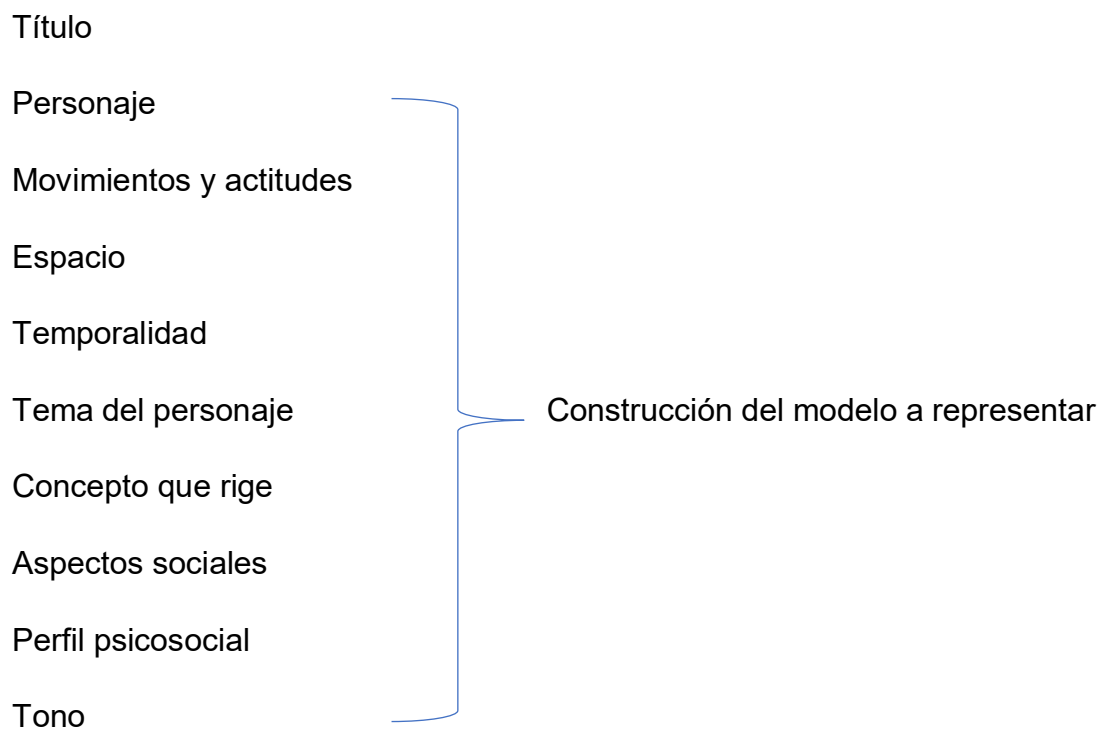 Título
Personaje
Movimientos y actitudes
Espacio
Temporalidad
Tema del personaje
Construcción del modelo a representar
Concepto que rige
Aspectos sociales
Perfil psicosocial
Tono